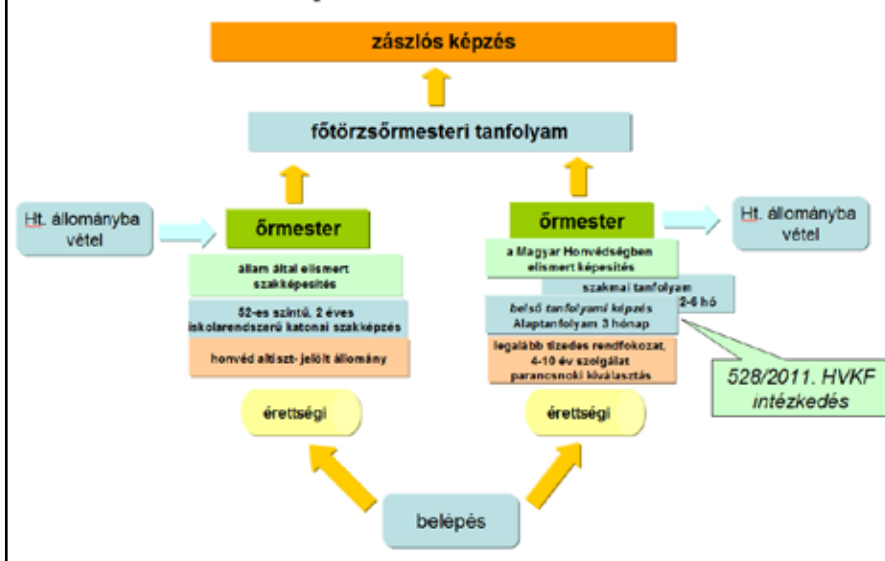 zászlós képzés
főtörzsőrmesteri tanfolyam
Ht. állományba
vétel
őrmester
állam által elismert
szakképesítés
52-es szintű, 2 éves
iskolarendszerű katonai szakképzés
honvéd altiszt- jelölt állomány
érettségi
őrmester
a Magyar Honvédségben
elismert képesítés
szakmai tanfolyam
2-6 hó
belső tanfolyami képzés
Alaptanfolyam 3 hónap
legalább tizedes rendfokozat,
4-10 év szolgálat
parancsnoki kiválasztás
érettségi
Ht. állományba
vétel
528/2011. HVKF
intézkedés
belépés